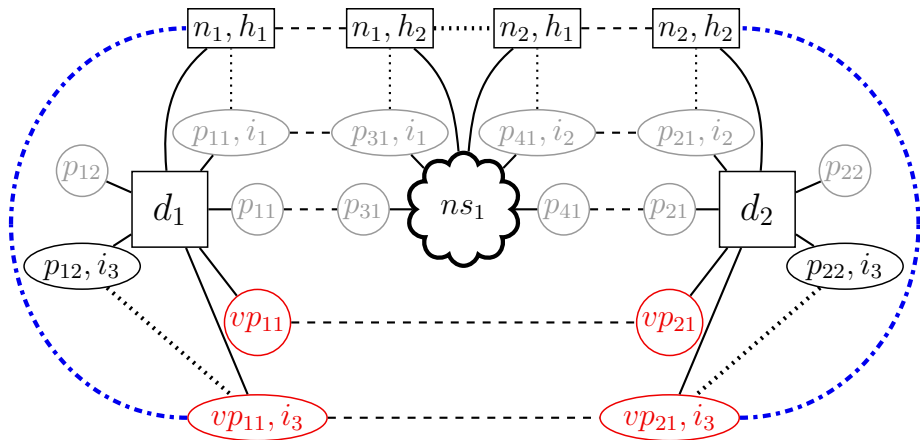 n₁, h₁ n₁, h₂ n₂, h₁ n₂, h₂
p₁₁, i₁ p₃₁, i₁ p₄₁, i₂ p₂₁, i₂
p₁₂ p₂₂
d₁ p₁₁ p₃₁ ns₁ p₄₁ p₂₁ d₂
p₁₂, i₃ p₂₂, i₃
vp₁₁ vp₂₁
vp₁₁, i₃ vp₂₁, i₃